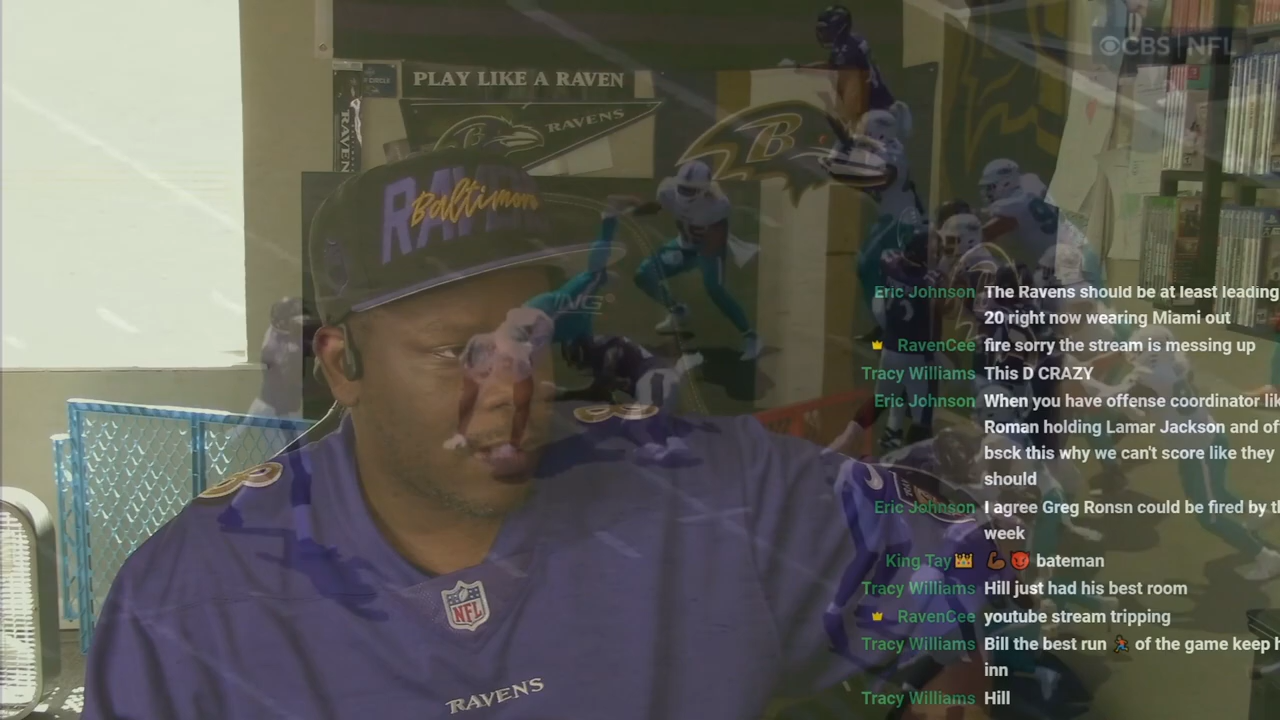 CBS NFL
PLAY LIKE A RAVEN
RAVENS
RAVENS
B
Baltimore
Eric Johnson The Ravens should be at least leading
20 right now wearing Miami out
RavenCee fire sorry the stream is messing up
Tracy Williams This D CRAZY
Eric Johnson When you have offense coordinator
Roman holding Lamar Jackson and
bsck this why we can't score like they
should
Eric Johnson I agree Greg Ronsn could be fired by
week
King Tay👑 💪🏾😈 bateman
Tracy Williams Hill just had his best room
RavenCee youtube stream tripping
Tracy Williams Bill the best run 🏃🏾 of the game keep
inn
Tracy Williams Hill
NFL
RAVENS